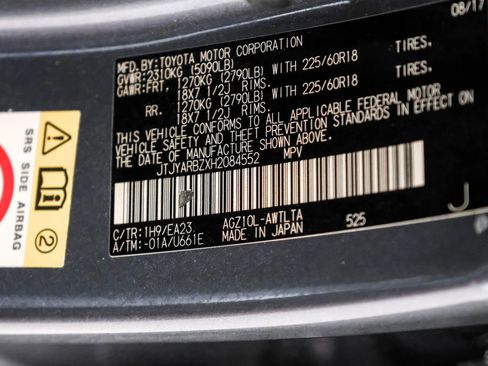 08/17
MFD.BY:TOYOTA MOTOR CORPORATION
GVWR:2310KG (5090LB)
GAWR:FRT. 1270KG (2790LB) WITH 225/60R18 TIRES.
18X7 1/2J RIMS.
RR. 1270KG (2790LB) WITH 225/60R18 TIRES.
18X7 1/2J RIMS.
THIS VEHICLE CONFORMS TO ALL APPLICABLE FEDERAL MOTOR
VEHICLE SAFETY AND THEFT PREVENTION STANDARDS IN EFFECT ON
THE DATE OF MANUFACTURE SHOWN ABOVE.
JTJYARBZXH2084552 MPV
C/TR:1H9/EA23 AGZ10L-AWTLTA 525
A/TM:-01A/U661E MADE IN JAPAN
J
SRS SIDE AIRBAG
2